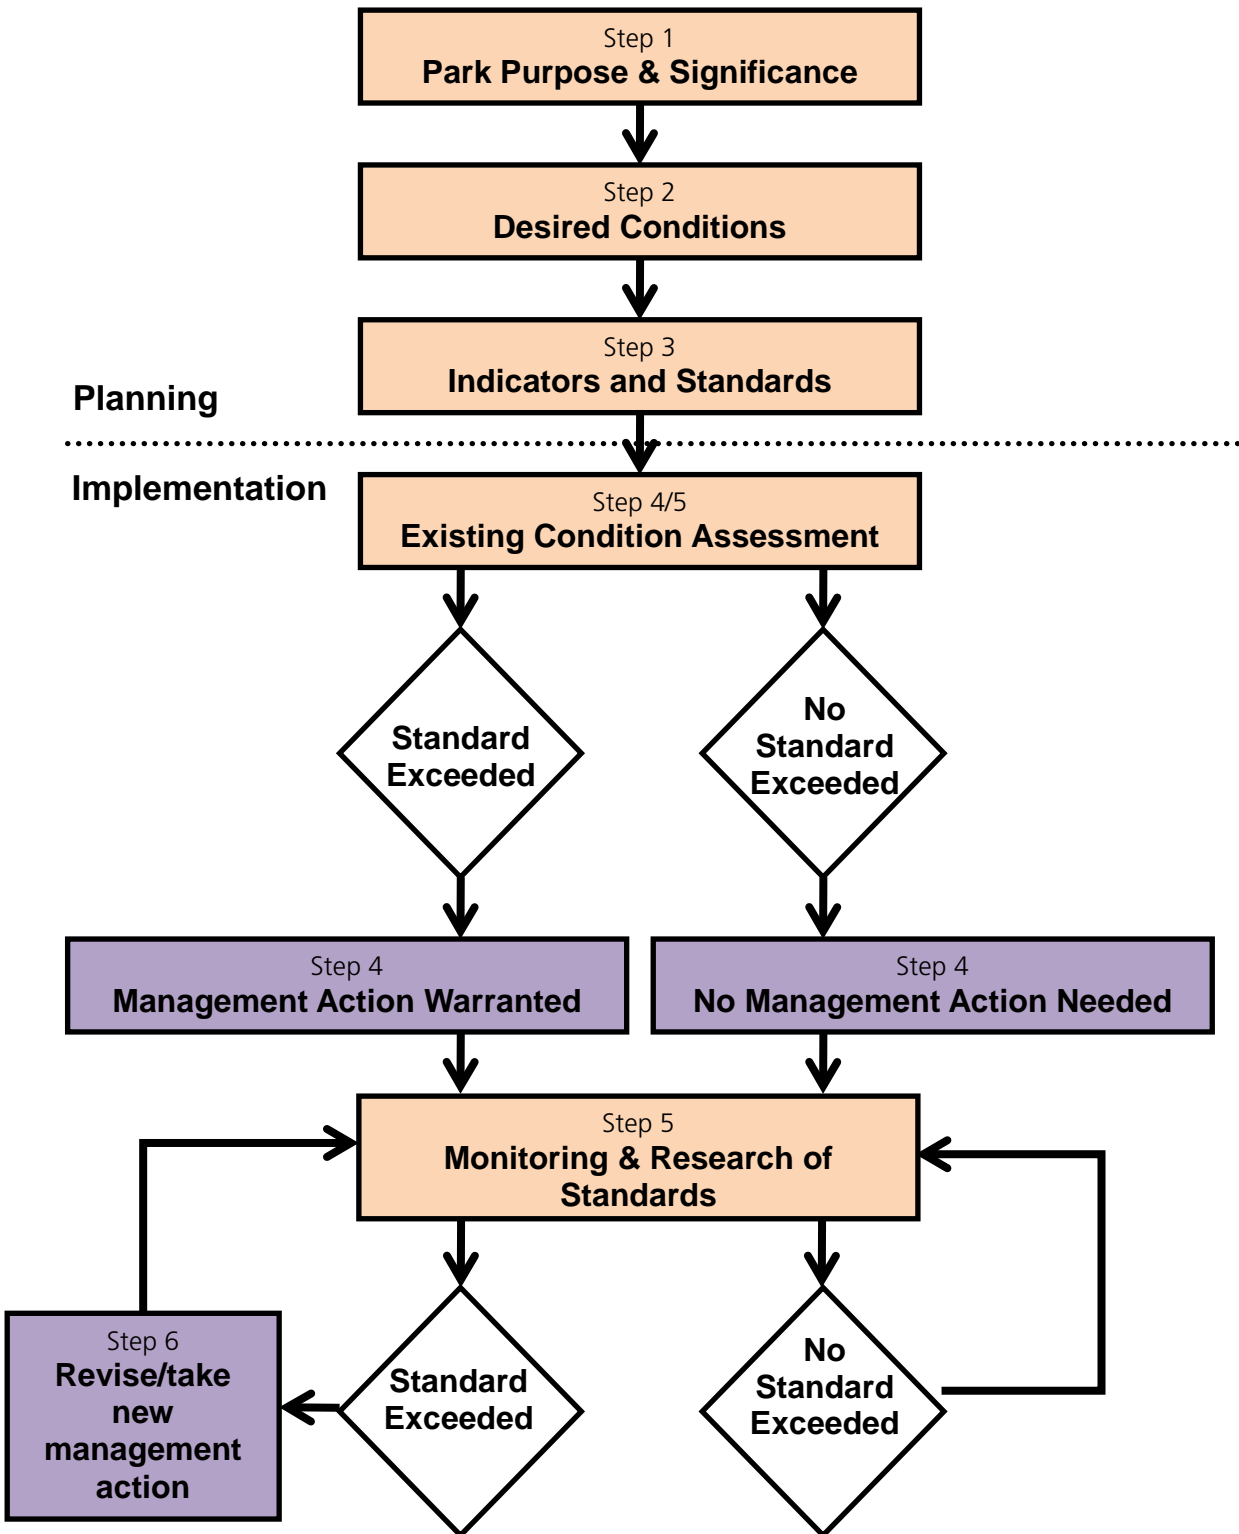 Step 1
Park Purpose & Significance
Step 2
Desired Conditions
Step 3
Indicators and Standards
Planning
Implementation
Step 4/5
Existing Condition Assessment
Standard
Exceeded
No
Standard
Exceeded
Step 4
Management Action Warranted
Step 4
No Management Action Needed
Step 5
Monitoring & Research of
Standards
Step 6
Revise/take
new
management
action
Standard
Exceeded
No
Standard
Exceeded